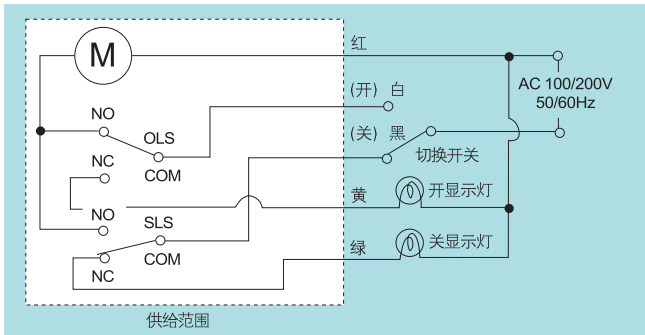 红
M
(开) 白
AC 100/200V
50/60Hz
NO
OLS
(关) 黑
切换开关
NC
COM
黄
开显示灯
NO
SLS
绿
关显示灯
COM
NC
供给范围